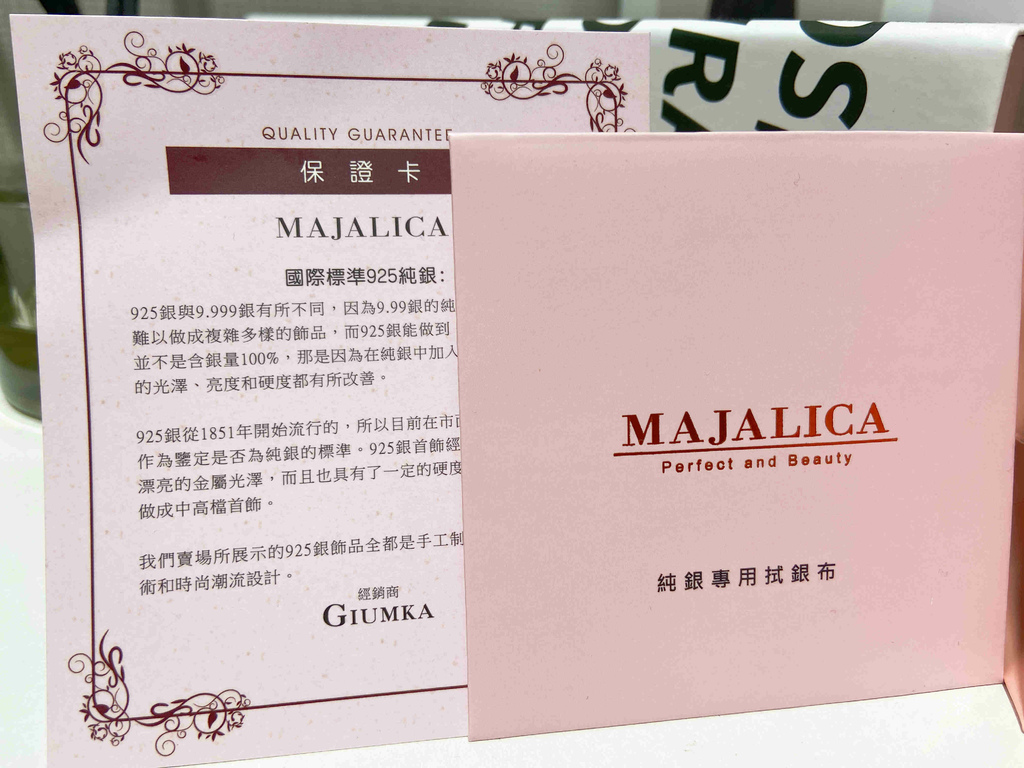 QUALITY GUARANTEE
保證卡
MAJALICA
國際標準925純銀:
925銀與9.999銀有所不同，因為9.99銀的純
難以做成複雜多樣的飾品，而925銀能做到
並不是含銀量100%，那是因為在純銀中加入
的光澤、亮度和硬度都有所改善。
925銀從1851年開始流行的，所以目前在市面
作為鑒定是否為純銀的標準。925銀首飾經
漂亮的金屬光澤，而且也具有了一定的硬度
做成中高檔首飾。
我們賣場所展示的925銀飾品全都是手工制
術和時尚潮流設計。
經銷商
GIUMKA
MAJALICA
Perfect and Beauty
純銀專用拭銀布